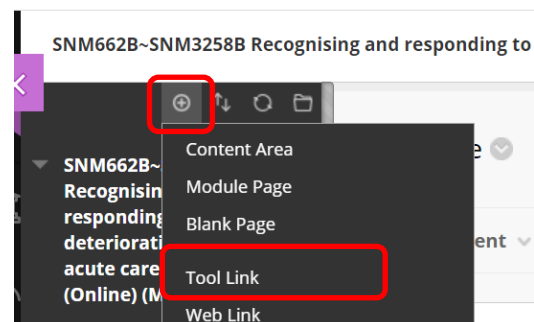 SNM662B~SNM3258B Recognising and responding to
Content Area
Module Page
Blank Page
Tool Link
Web Link
SNM662B~
Recognisin
responding
deteriorati
acute care
(Online) (M
e
ent